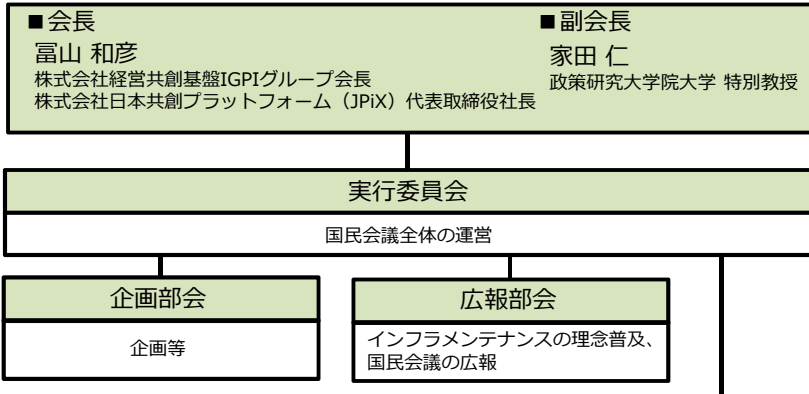 ■会長
冨山 和彦
株式会社経営共創基盤IGPIグループ会長
株式会社日本共創プラットフォーム（JPiX）代表取締役社長
■副会長
家田 仁
政策研究大学院大学 特別教授
実行委員会
国民会議全体の運営
企画部会
企画等
広報部会
インフラメンテナンスの理念普及、
国民会議の広報